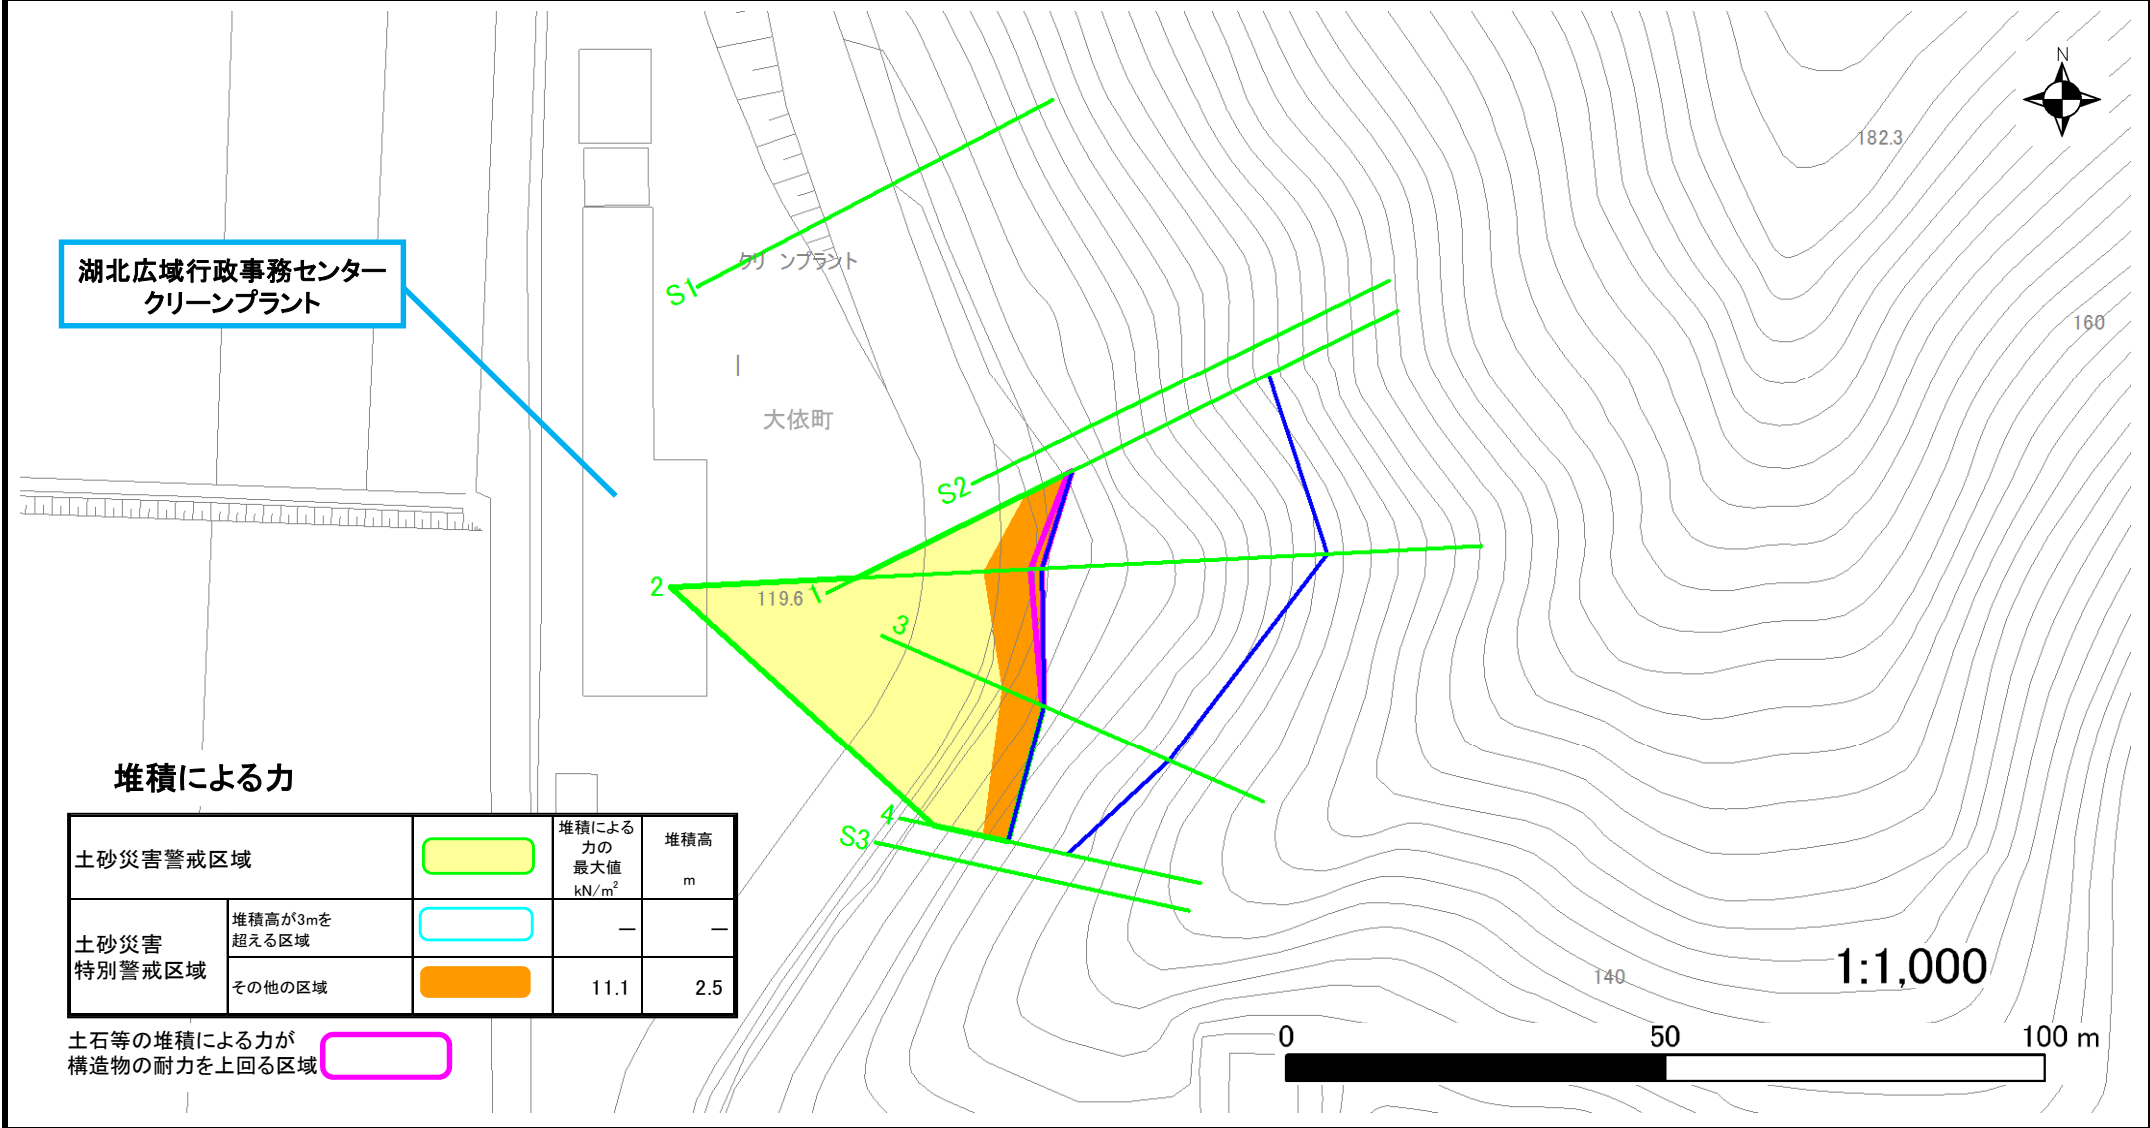 N
182.3
湖北広域行政事務センター
クリーンプラント
クリーンプラント
S1
160
大依町
S2
2
119.6
1
3
4
S3
堆積による力
土砂災害警戒区域
堆積による
力の
最大値
kN/m²
堆積高
m
土砂災害
特別警戒区域
堆積高が3mを
超える区域
—
—
その他の区域
11.1
2.5
土石等の堆積による力が
構造物の耐力を上回る区域
140
1:1,000
0 50 100 m